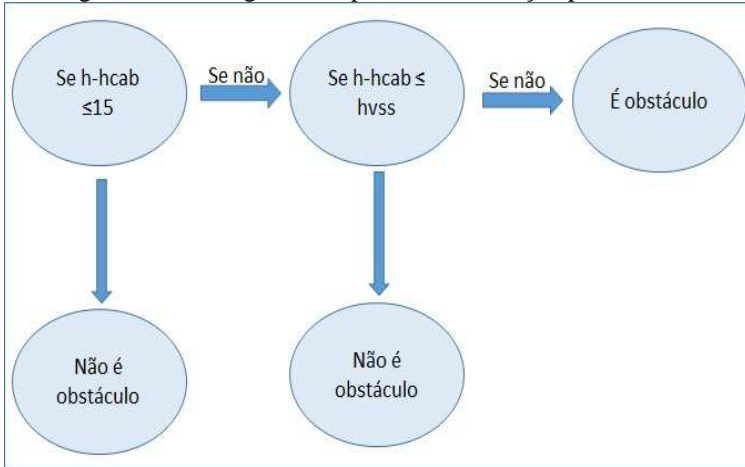 Se h-hcab
≤15
Se não
Se h-hcab ≤
hvss
Se não
É obstáculo
Não é
obstáculo
Não é
obstáculo